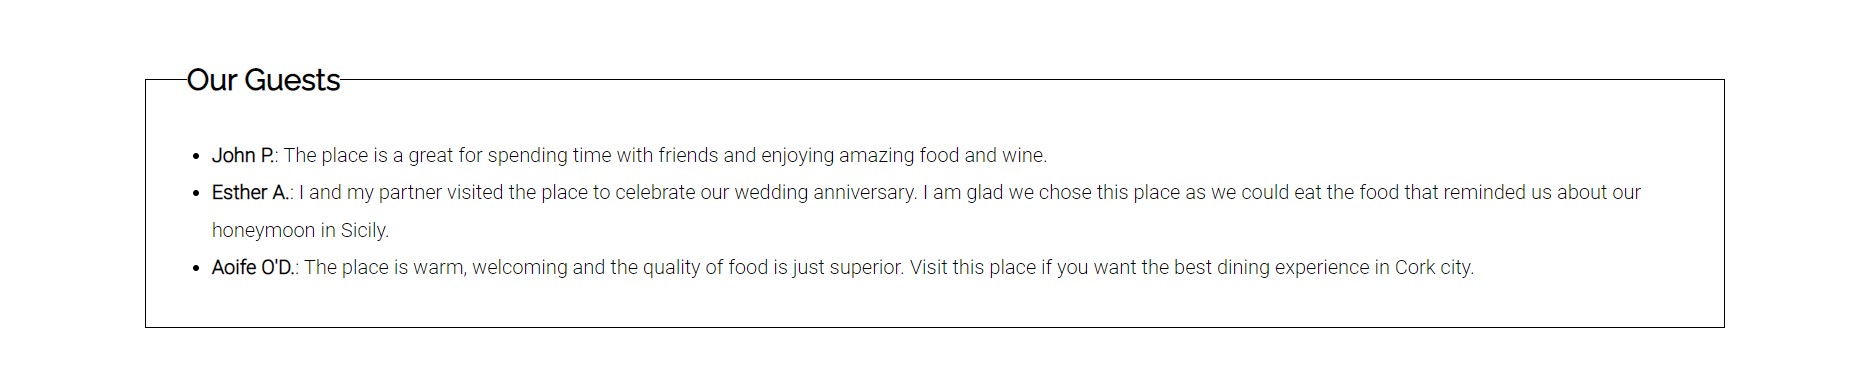 Our Guests
John P.: The place is a great for spending time with friends and enjoying amazing food and wine.
Esther A.: I and my partner visited the place to celebrate our wedding anniversary. I am glad we chose this place as we could eat the food that reminded us about our
honeymoon in Sicily.
Aoife O'D.: The place is warm, welcoming and the quality of food is just superior. Visit this place if you want the best dining experience in Cork city.